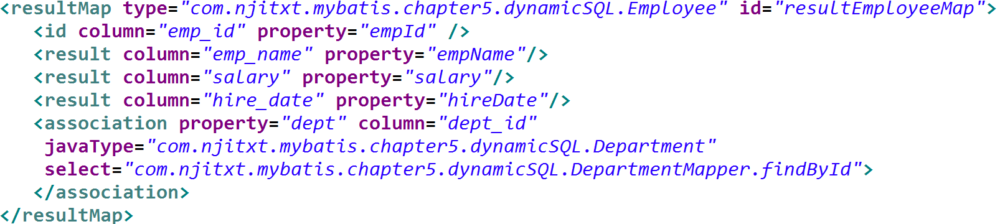 <resultMap type="com.njitxt.mybatis.chapter5.dynamicSQL.Employee" id="resultEmployeeMap">
<id column="emp_id" property="empId" />
<result column="emp_name" property="empName"/>
<result column="salary" property="salary"/>
<result column="hire_date" property="hireDate"/>
<association property="dept" column="dept_id"
javaType="com.njitxt.mybatis.chapter5.dynamicSQL.Department"
select="com.njitxt.mybatis.chapter5.dynamicSQL.DepartmentMapper.findById">
</association>
</resultMap>